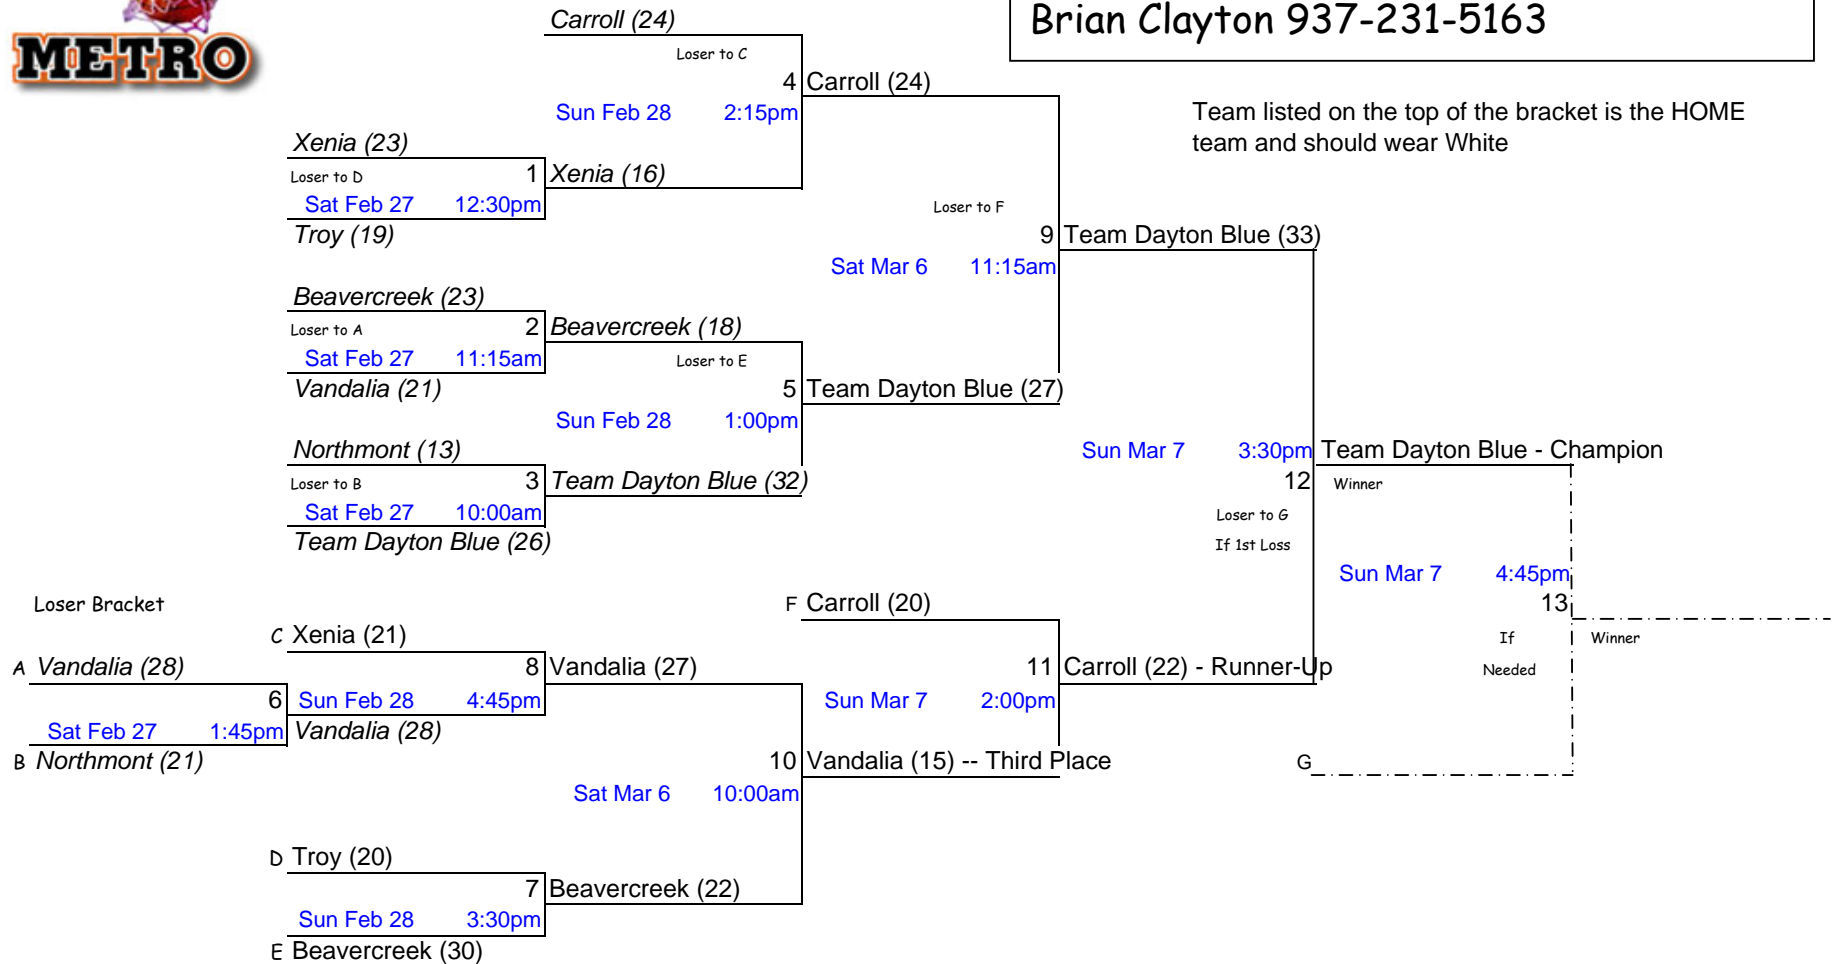 METRO
Brian Clayton 937-231-5163
Team listed on the top of the bracket is the HOME
team and should wear White
Carroll (24)
Loser to C
4 Carroll (24)
Sun Feb 28 2:15pm
Xenia (23)
Loser to D
1 Xenia (16)
Sat Feb 27 12:30pm
Troy (19)
Loser to F
9 Team Dayton Blue (33)
Sat Mar 6 11:15am
Beavercreek (23)
Loser to A
2 Beavercreek (18)
Sat Feb 27 11:15am
Loser to E
Vandalia (21)
5 Team Dayton Blue (27)
Sun Feb 28 1:00pm
Northmont (13)
Loser to B
3 Team Dayton Blue (32)
Sat Feb 27 10:00am
Team Dayton Blue (26)
Sun Mar 7 3:30pm Team Dayton Blue - Champion
12 Winner
Loser to G
If 1st Loss
Sun Mar 7 4:45pm
13
If
Needed
Winner
Loser Bracket
F Carroll (20)
C Xenia (21)
A Vandalia (28)
8 Vandalia (27)
11 Carroll (22) - Runner-Up
6 Sun Feb 28 4:45pm
Sun Mar 7 2:00pm
Sat Feb 27 1:45pm Vandalia (28)
B Northmont (21)
10 Vandalia (15) -- Third Place
G
Sat Mar 6 10:00am
D Troy (20)
7 Beavercreek (22)
Sun Feb 28 3:30pm
E Beavercreek (30)